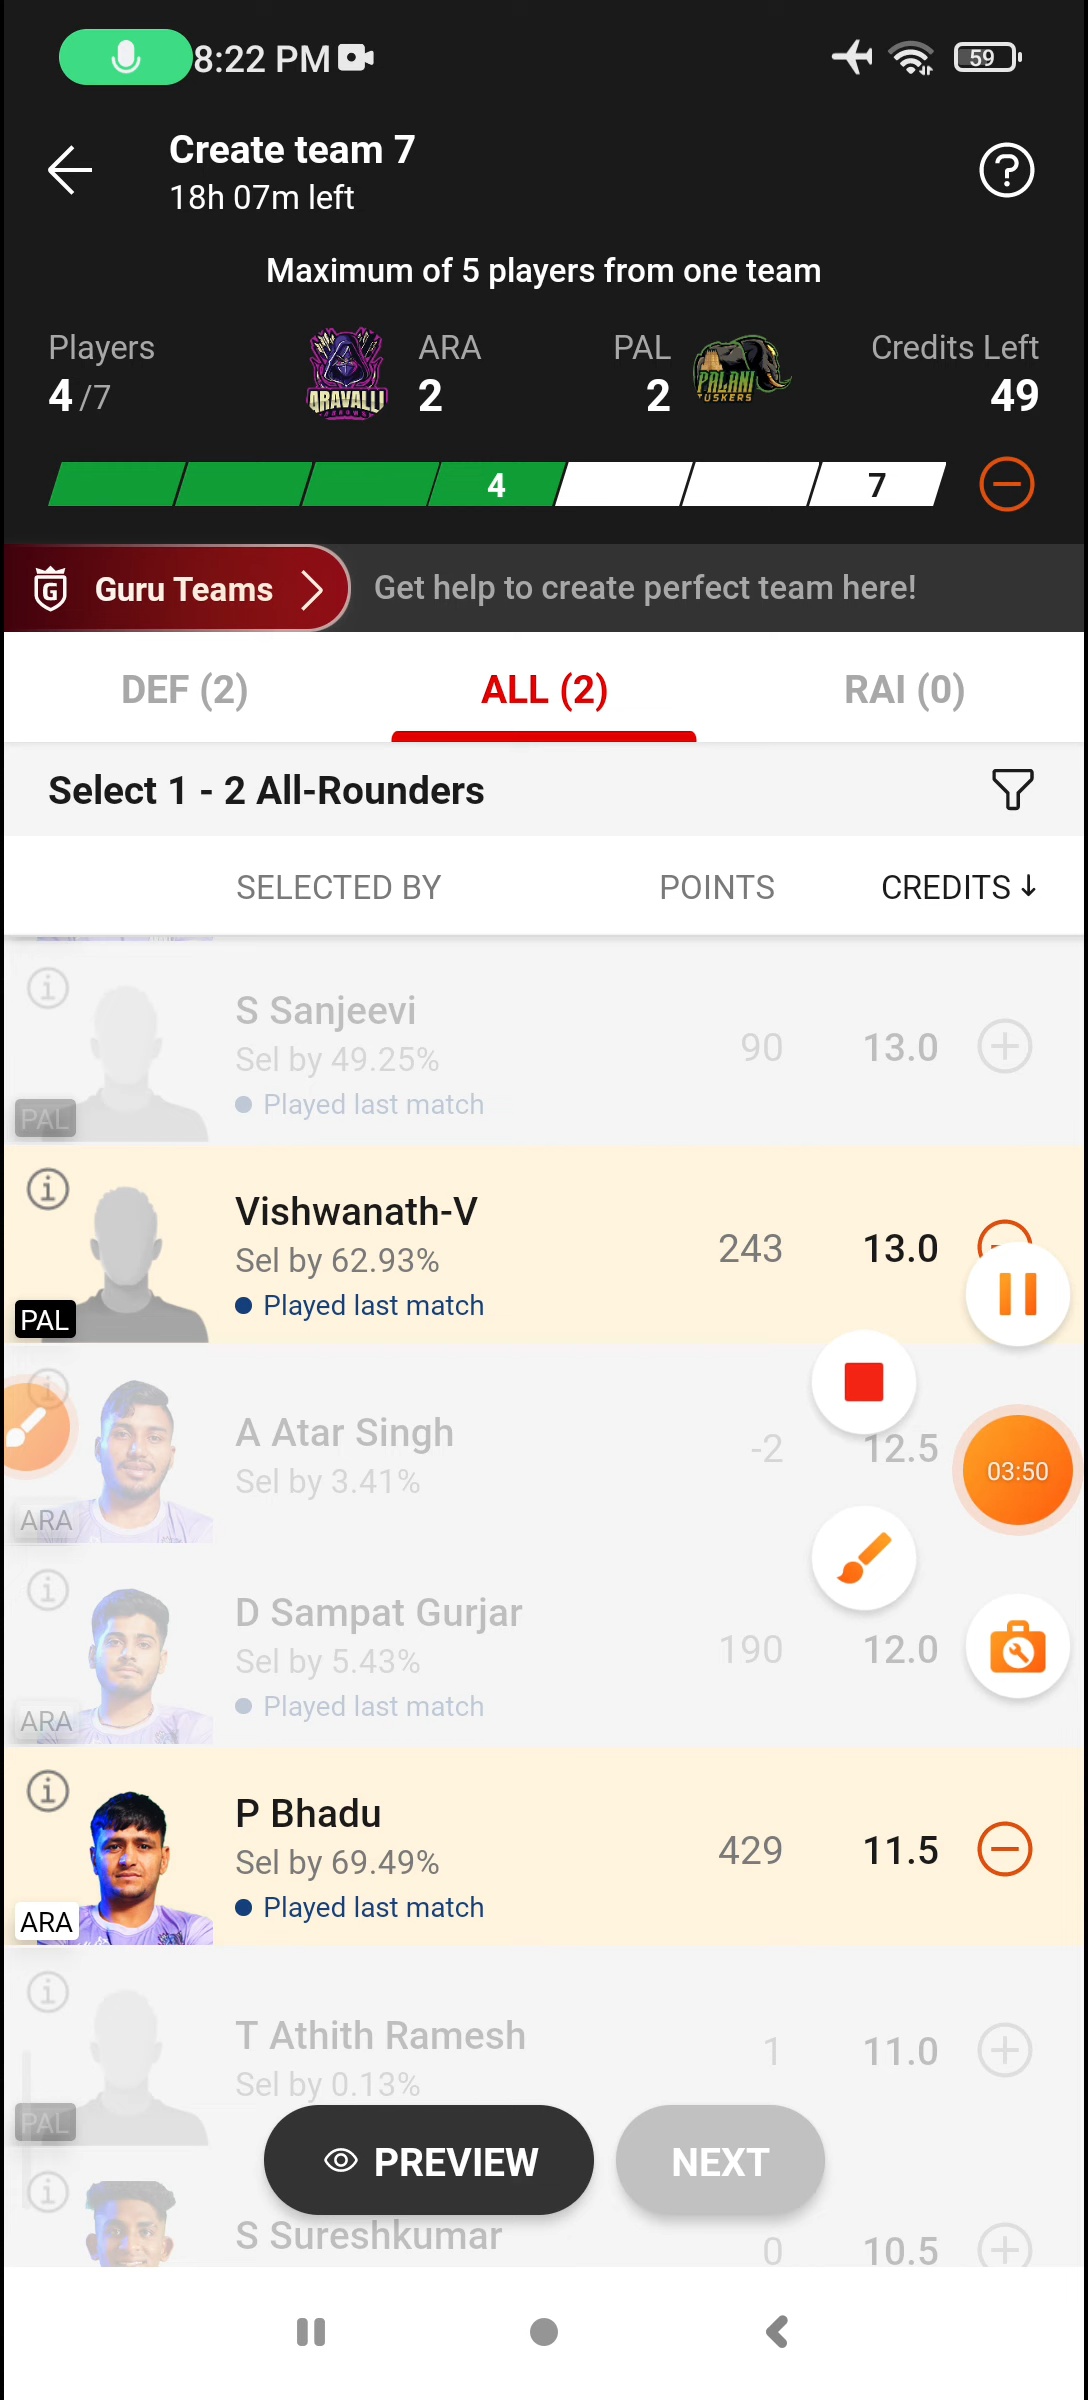 8:22 PM
59
Create team 7
18h 07m left
Maximum of 5 players from one team
Players ARA PAL Credits Left
4/7 2 2 49
ARAVALLI
PALANI
TUSKERS
4 7
G Guru Teams Get help to create perfect team here!
DEF (2) ALL (2) RAI (0)
Select 1 - 2 All-Rounders
SELECTED BY POINTS CREDITS ↓
S Sanjeevi
Sel by 49.25% 90 13.0
Played last match
PAL
Vishwanath-V
Sel by 62.93% 243 13.0
Played last match
PAL
A Atar Singh
Sel by 3.41% -2 12.5
03:50
ARA
D Sampat Gurjar
Sel by 5.43% 190 12.0
Played last match
ARA
P Bhadu
Sel by 69.49% 429 11.5
Played last match
ARA
T Athith Ramesh
Sel by 0.13% 1 11.0
PAL
PREVIEW NEXT
S Sureshkumar
0 10.5